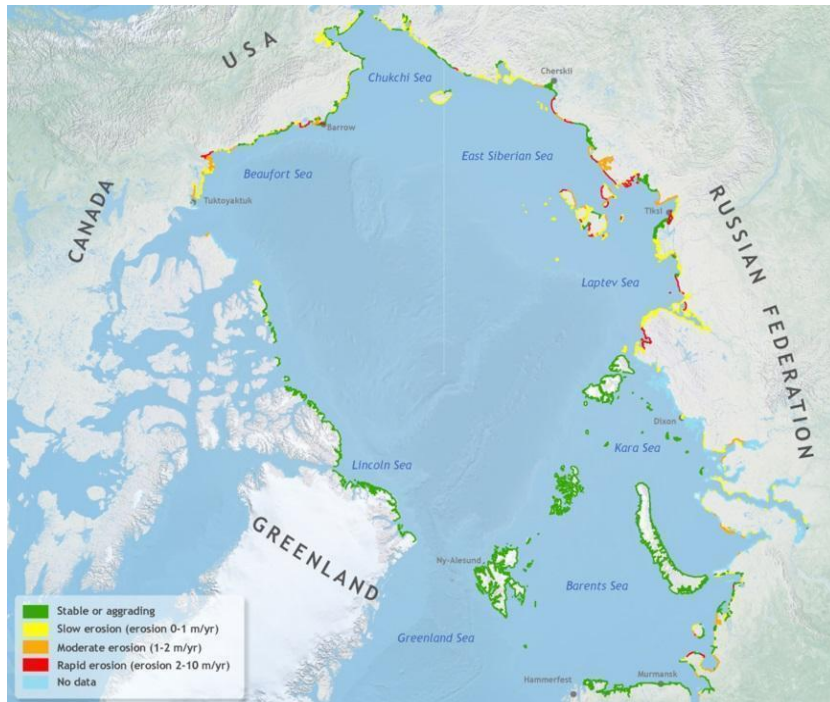 USA
Chukchi Sea
Cherskii
Barrow
East Siberian Sea
Beaufort Sea
CANADA
Tuktoyaktuk
RUSSIAN FEDERATION
Tiksi
Laptev Sea
Dixon
Kara Sea
Lincoln Sea
GREENLAND
Ny-Alesund
Barents Sea
Greenland Sea
Hammerfest
Murmansk
Stable or aggrading
Slow erosion (erosion 0-1 m/yr)
Moderate erosion (1-2 m/yr)
Rapid erosion (erosion 2-10 m/yr)
No data